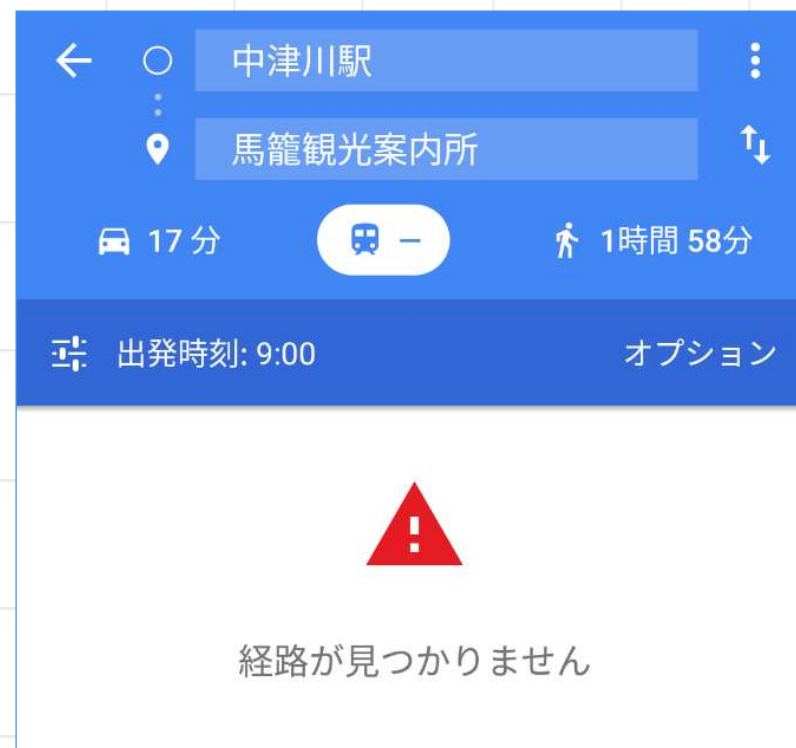 中津川駅
馬籠観光案内所
17 分
–
1時間 58分
出発時刻: 9:00
オプション
経路が見つかりません